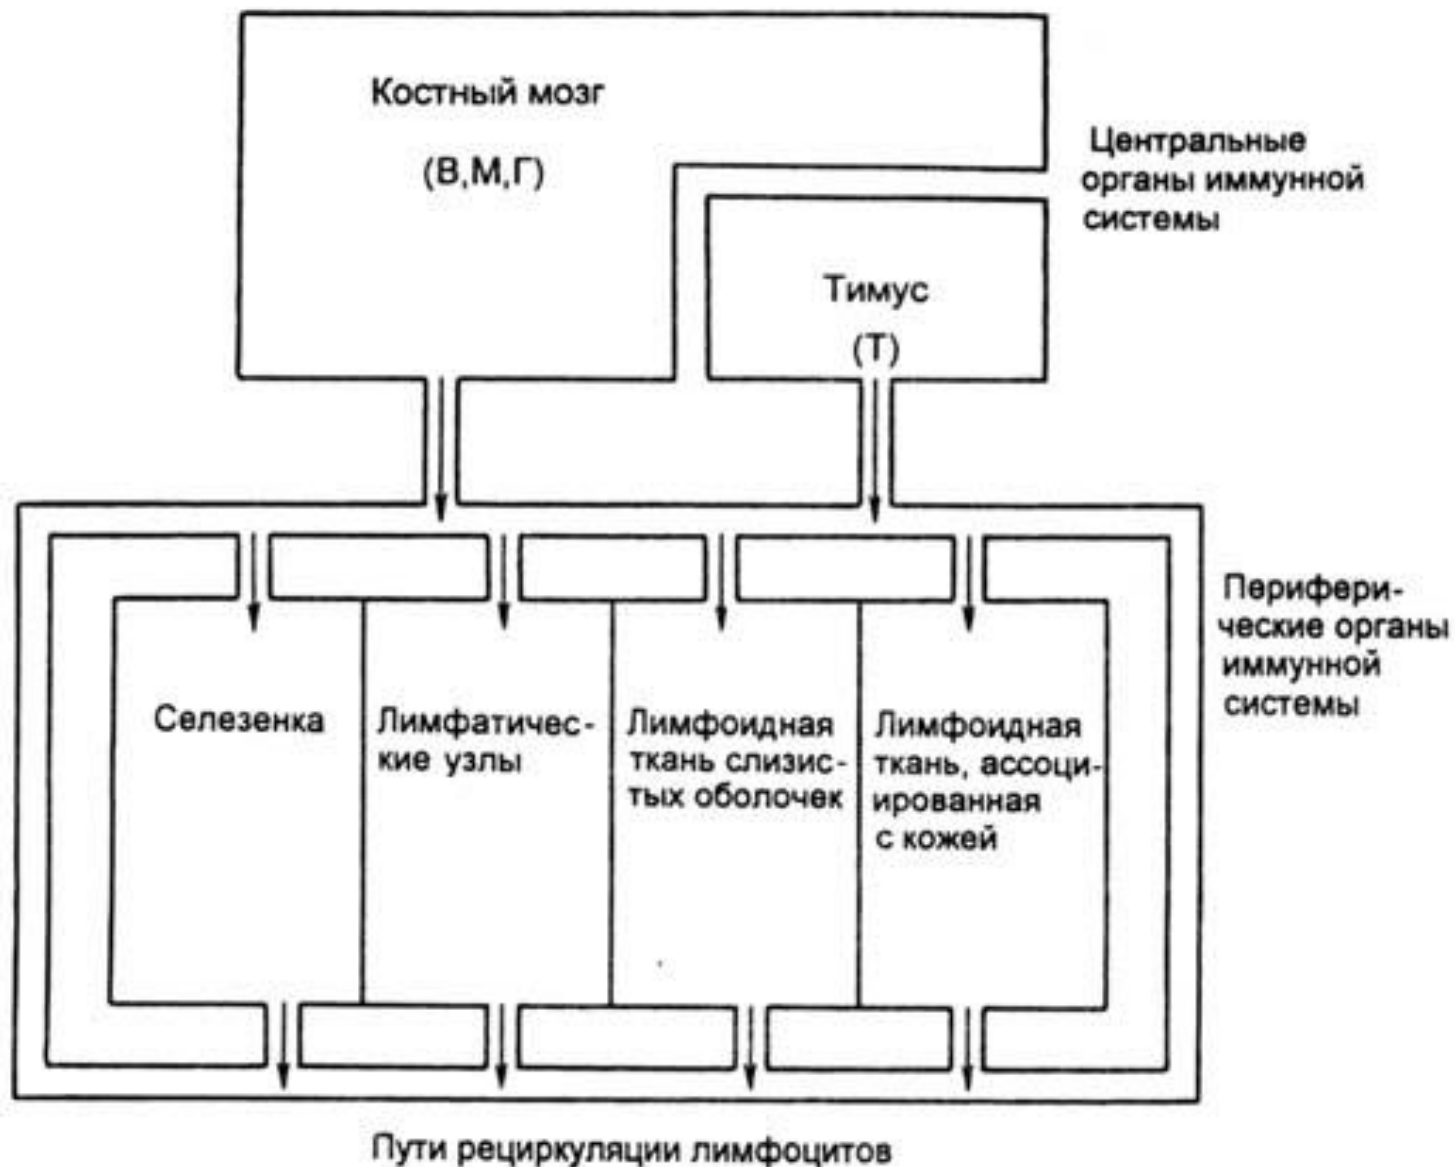 Костный мозг
(В,М,Г)
Центральные
органы иммунной
системы
Тимус
(Т)
Перифери-
ческие органы
иммунной
системы
Селезенка
Лимфатичес-
кие узлы
Лимфоидная
ткань слизис-
тых оболочек
Лимфоидная
ткань, ассоци-
ированная
с кожей
Пути рециркуляции лимфоцитов